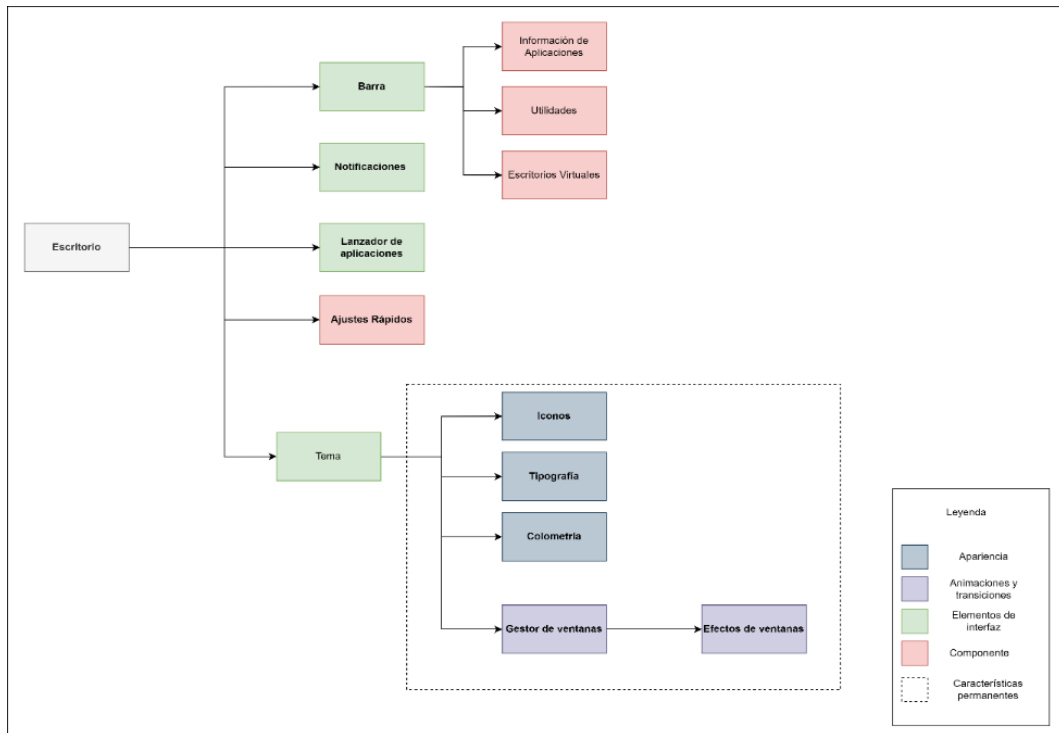 Información de
Aplicaciones
Barra
Utilidades
Notificaciones
Escritorios Virtuales
Escritorio
Lanzador de
aplicaciones
Ajustes Rápidos
Iconos
Tema
Tipografía
Colometría
Gestor de ventanas
Efectos de ventanas
Leyenda
Apariencia
Animaciones y
transiciones
Elementos de
interfaz
Componente
Características
permanentes